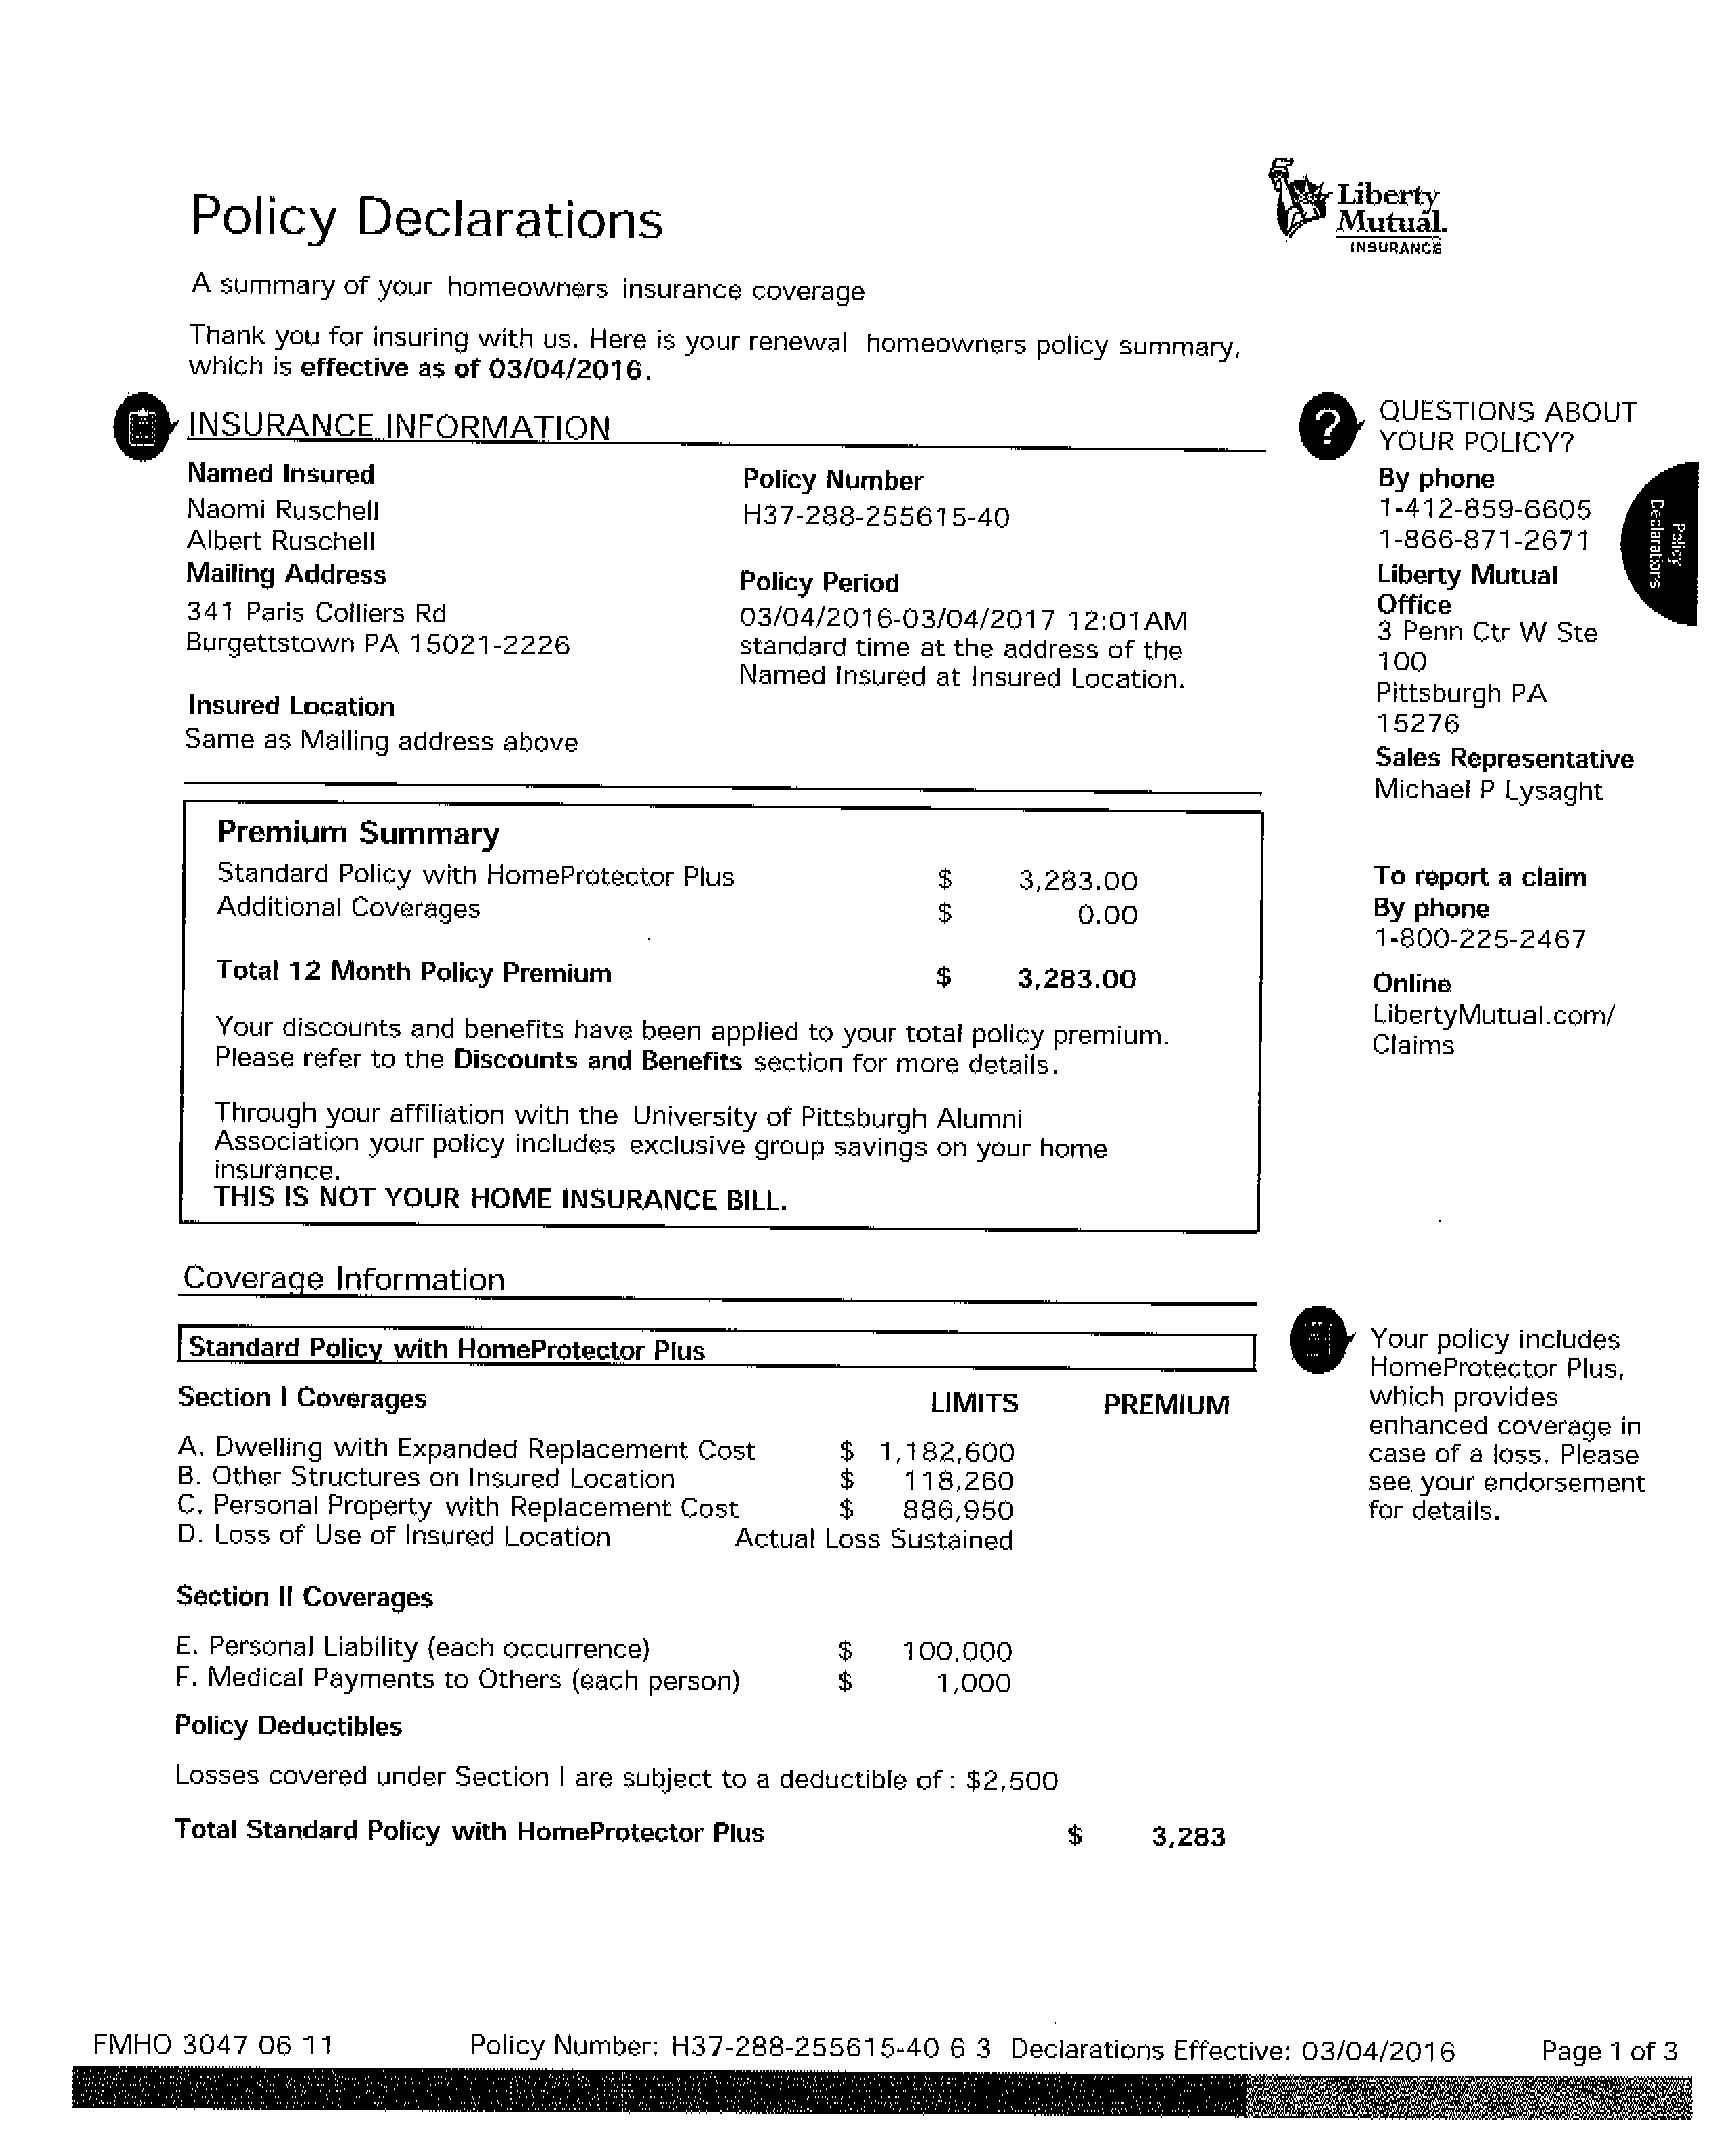 Liberty
Mutual.
INSURANCE
Policy Declarations
A summary of your homeowners insurance coverage
Thank you for insuring with us. Here is your renewal homeowners policy summary,
which is effective as of 03/04/2016.
INSURANCE INFORMATION
Named Insured
Naomi Ruschell
Albert Ruschell
Mailing Address
341 Paris Colliers Rd
Burgettstown PA 15021-2226
Insured Location
Same as Mailing address above
Policy Number
H37-288-255615-40
Policy Period
03/04/2016-03/04/2017 12:01AM
standard time at the address of the
Named Insured at Insured Location.
? QUESTIONS ABOUT
YOUR POLICY?
By phone
1-412-859-6605
1-866-871-2671
Liberty Mutual
Office
3 Penn Ctr W Ste
100
Pittsburgh PA
15276
Sales Representative
Michael P Lysaght
To report a claim
By phone
1-800-225-2467
Online
LibertyMutual.com/
Claims
Policy
Declarations
Premium Summary
Standard Policy with HomeProtector Plus $ 3,283.00
Additional Coverages $ 0.00
Total 12 Month Policy Premium $ 3,283.00
Your discounts and benefits have been applied to your total policy premium.
Please refer to the Discounts and Benefits section for more details.
Through your affiliation with the University of Pittsburgh Alumni
Association your policy includes exclusive group savings on your home
insurance.
THIS IS NOT YOUR HOME INSURANCE BILL.
Coverage Information
Standard Policy with HomeProtector Plus
Section I Coverages LIMITS PREMIUM
A. Dwelling with Expanded Replacement Cost $ 1,182,600
B. Other Structures on Insured Location $ 118,260
C. Personal Property with Replacement Cost $ 886,950
D. Loss of Use of Insured Location Actual Loss Sustained
Section II Coverages
E. Personal Liability (each occurrence) $ 100,000
F. Medical Payments to Others (each person) $ 1,000
Policy Deductibles
Losses covered under Section I are subject to a deductible of : $2,500
Total Standard Policy with HomeProtector Plus $ 3,283
Your policy includes
HomeProtector Plus,
which provides
enhanced coverage in
case of a loss. Please
see your endorsement
for details.
FMHO 3047 06 11 Policy Number: H37-288-255615-40 6 3 Declarations Effective: 03/04/2016 Page 1 of 3